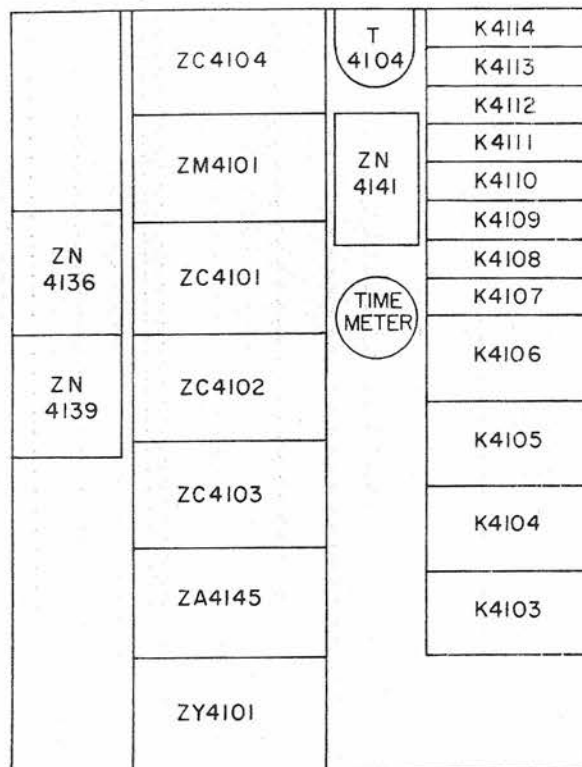 ZN
4136
ZN
4139
ZC4104
ZM4101
ZC4101
ZC4102
ZC4103
ZA4145
ZY4101
T
4104
ZN
4141
TIME
METER
K4114
K4113
K4112
K4111
K4110
K4109
K4108
K4107
K4106
K4105
K4104
K4103